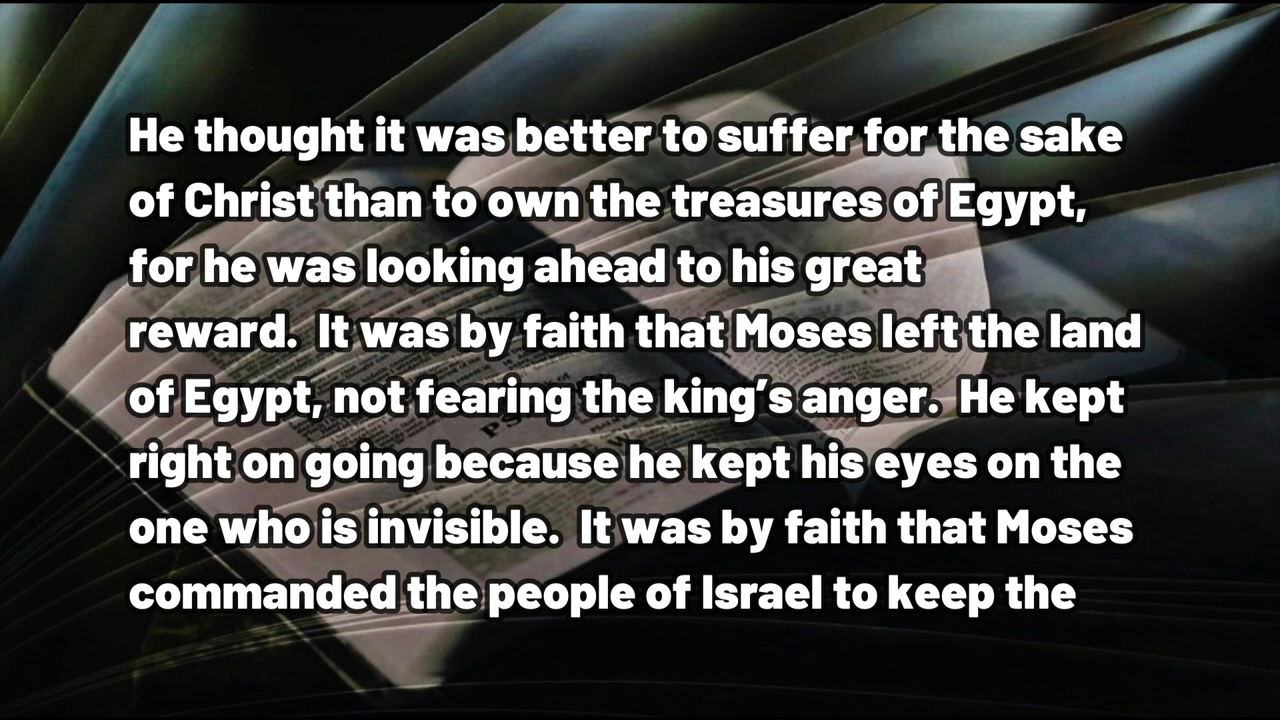 He thought it was better to suffer for the sake
of Christ than to own the treasures of Egypt,
for he was looking ahead to his great
reward.  It was by faith that Moses left the land
of Egypt, not fearing the king’s anger.  He kept
right on going because he kept his eyes on the
one who is invisible.  It was by faith that Moses
commanded the people of Israel to keep the